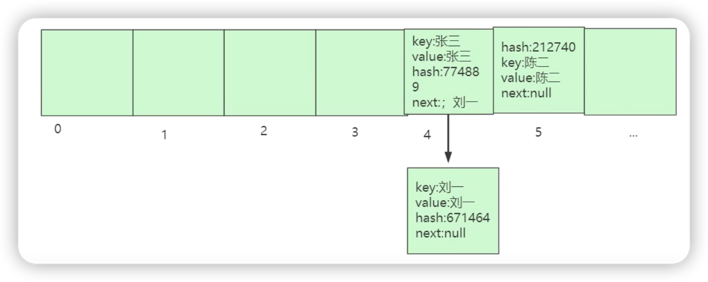 key:张三
value:张三
hash:77488
9
next:；刘一
hash:212740
key:陈二
value:陈二
next:null
0
1
2
3
4
5
...
key:刘一
value:刘一
hash:671464
next:null